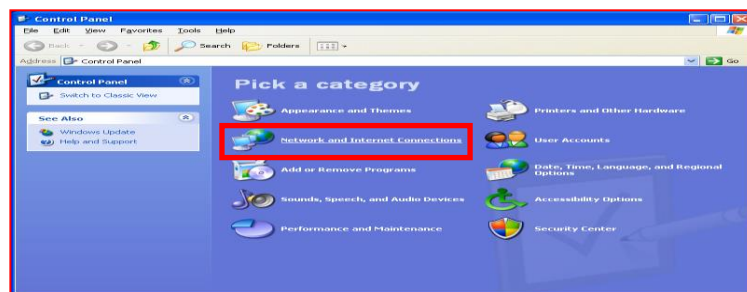 Control Panel
File Edit View Favorites Tools Help
Back Search Folders
Address Control Panel Go
Control Panel
Switch to Classic View
See Also
Windows Update
Help and Support
Pick a category
Appearance and Themes
Printers and Other Hardware
Network and Internet Connections
User Accounts
Add or Remove Programs
Date, Time, Language, and Regional
Options
Sounds, Speech, and Audio Devices
Accessibility Options
Performance and Maintenance
Security Center